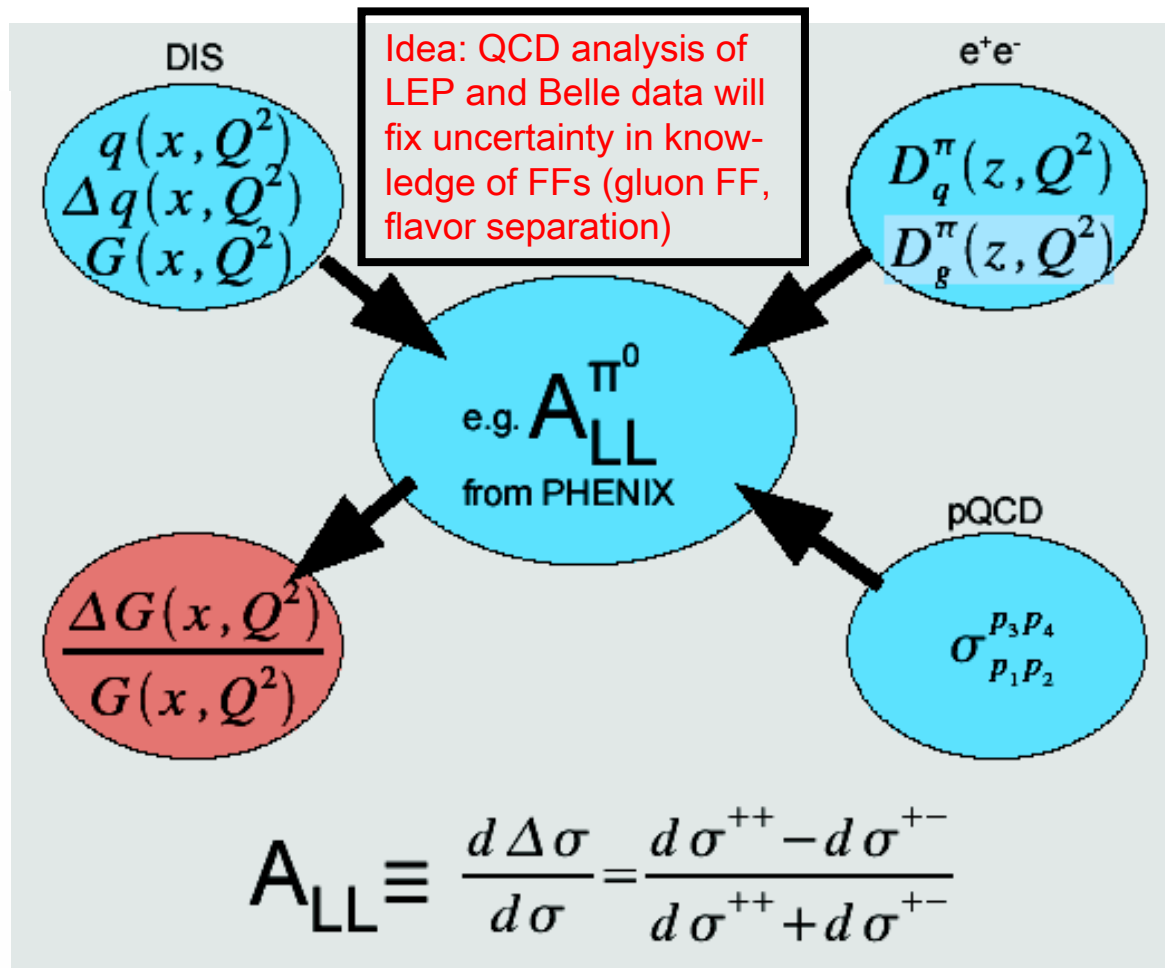 DIS
q(x,Q²)
Δq(x,Q²)
G(x,Q²)
Idea: QCD analysis of
LEP and Belle data will
fix uncertainty in know-
ledge of FFs (gluon FF,
flavor separation)
e⁺e⁻
D_q^π(z,Q²)
D_g^π(z,Q²)
e.g. A_LL^π⁰
from PHENIX
ΔG(x,Q²)
G(x,Q²)
pQCD
σ_{p₁p₂}^{p₃p₄}
A_LL ≡ dΔσ/dσ = (dσ⁺⁺ − dσ⁺⁻)/(dσ⁺⁺ + dσ⁺⁻)